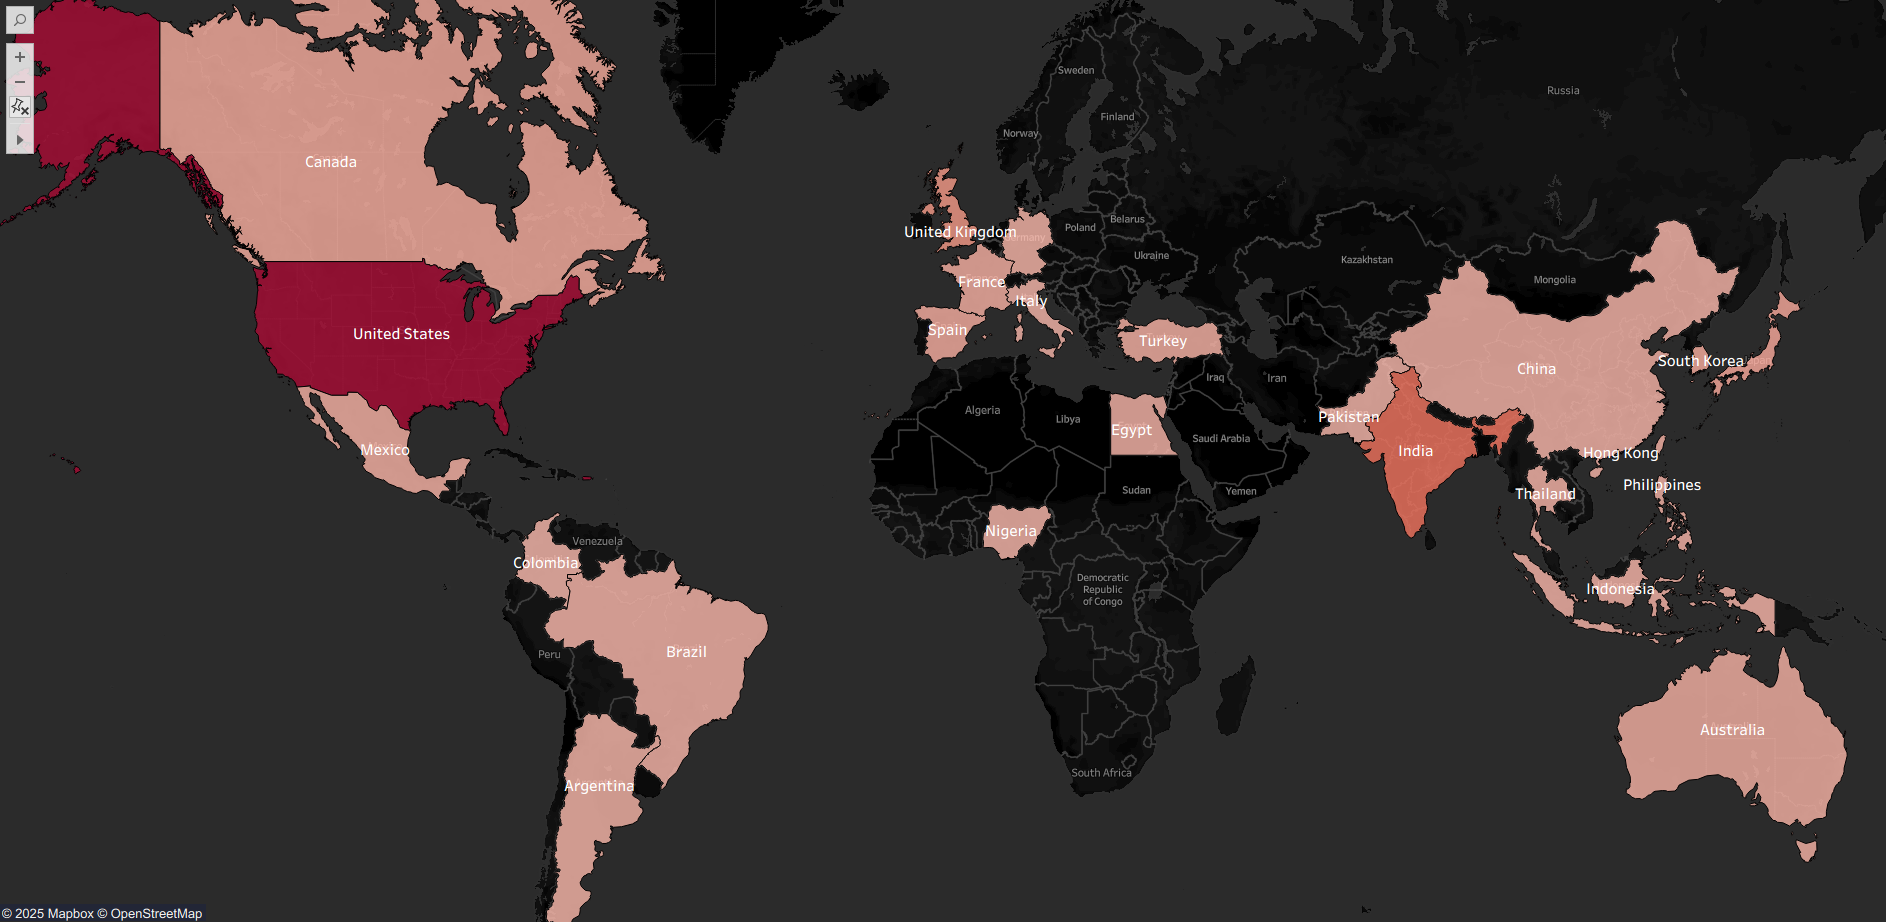 Sweden
Russia
Finland
Norway
Canada
Belarus
Poland
United Kingdom
Germany
Ukraine
Kazakhstan
Mongolia
France
Italy
Spain
United States
Turkey
South Korea
Japan
China
Iraq
Iran
Algeria
Libya
Pakistan
Egypt
Saudi Arabia
Mexico
India
Hong Kong
Philippines
Sudan
Yemen
Thailand
Nigeria
Venezuela
Colombia
Democratic
Republic
of Congo
Indonesia
Brazil
Peru
Australia
South Africa
Argentina
© 2025 Mapbox © OpenStreetMap